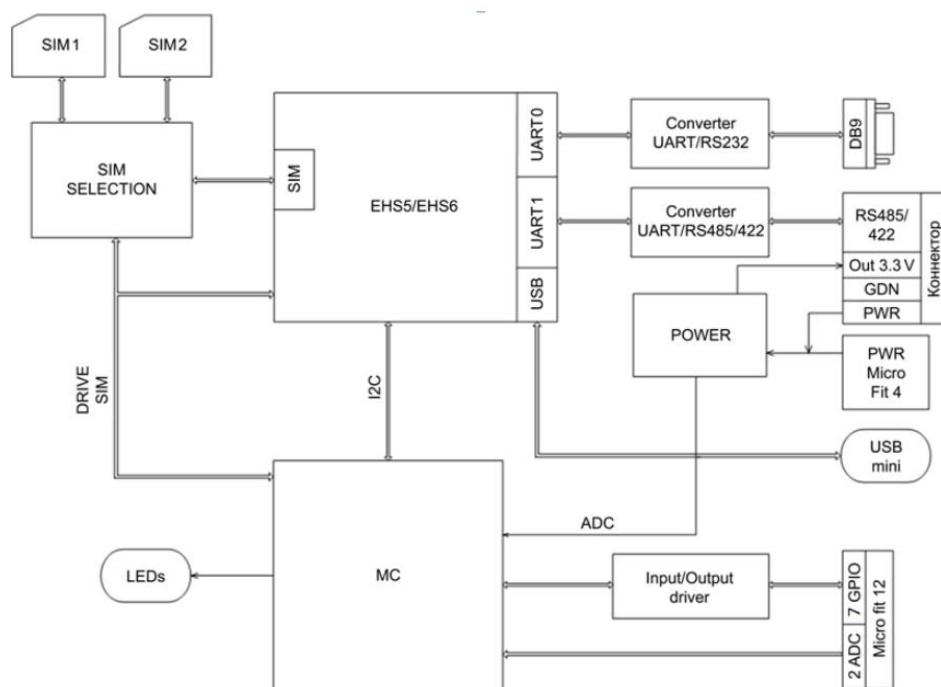 SIM1
SIM2
SIM
SELECTION
SIM
EHS5/EHS6
UART0
UART1
USB
Converter
UART/RS232
DB9
Converter
UART/RS485/422
RS485/
422
Out 3.3 V
GDN
PWR
Коннектор
POWER
PWR
Micro
Fit 4
DRIVE
SIM
I2C
USB
mini
ADC
LEDs
MC
Input/Output
driver
7 GPIO
2 ADC
Micro fit 12